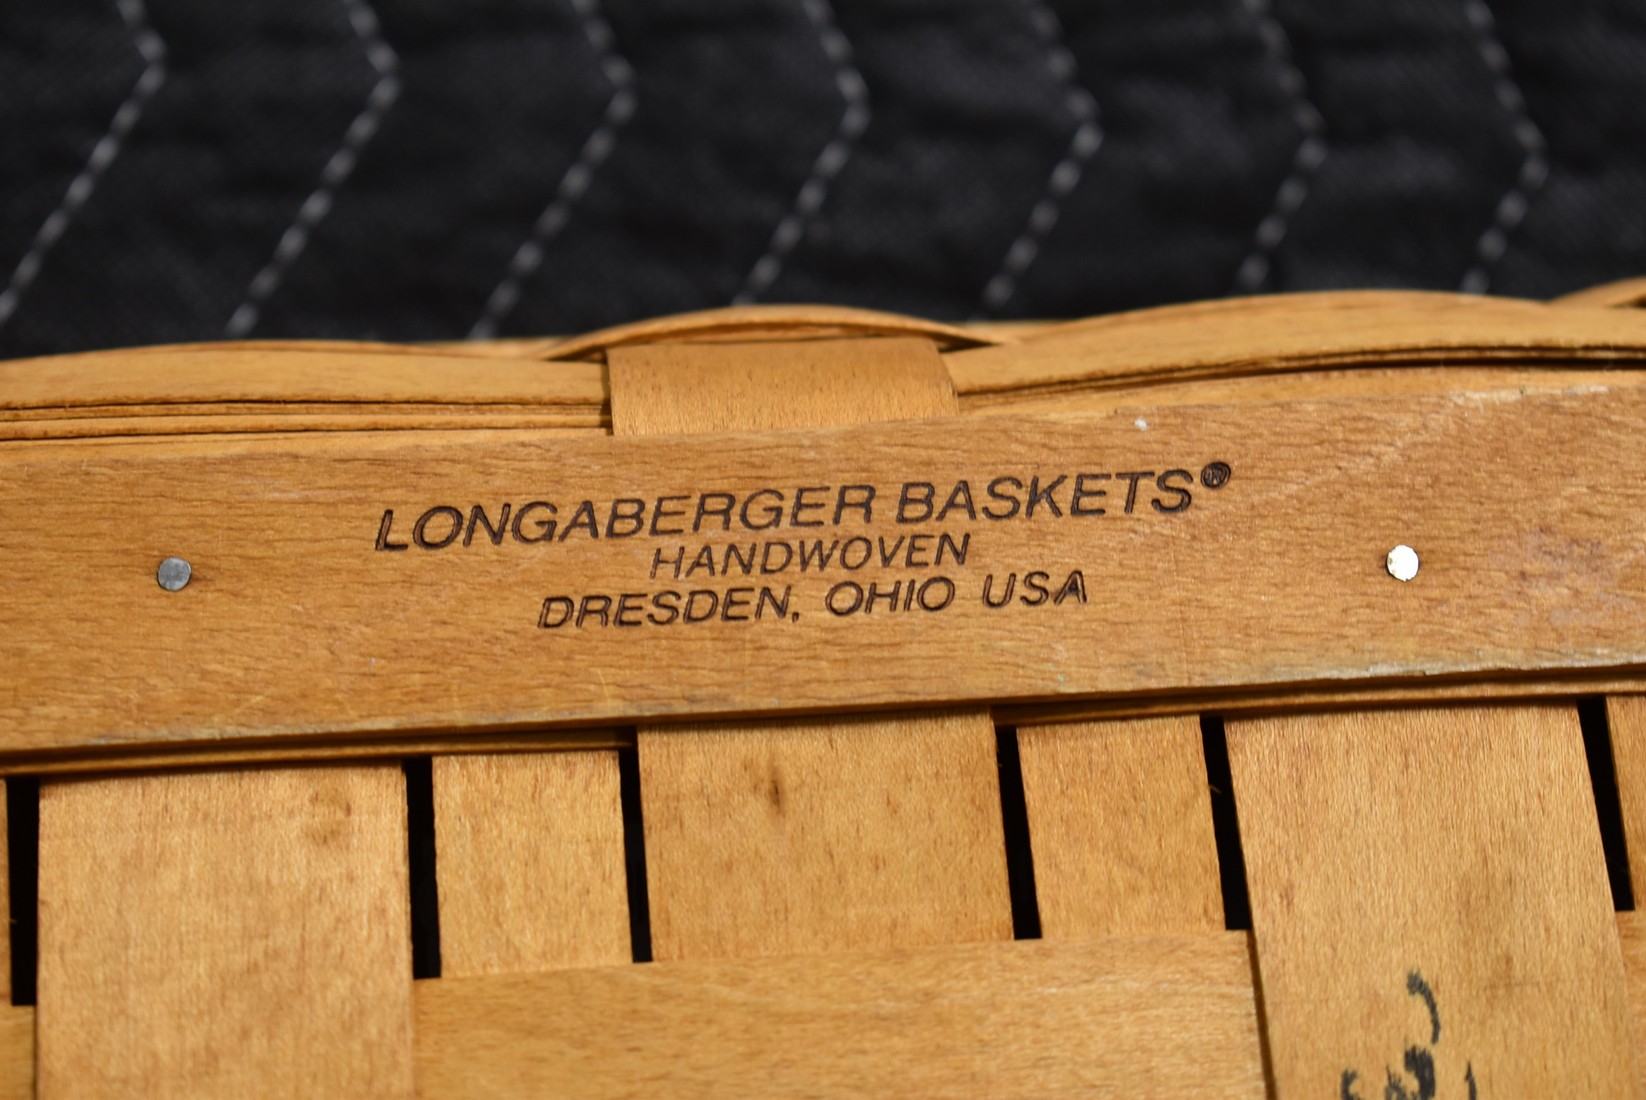 LONGABERGER BASKETS®
HANDWOVEN
DRESDEN, OHIO USA